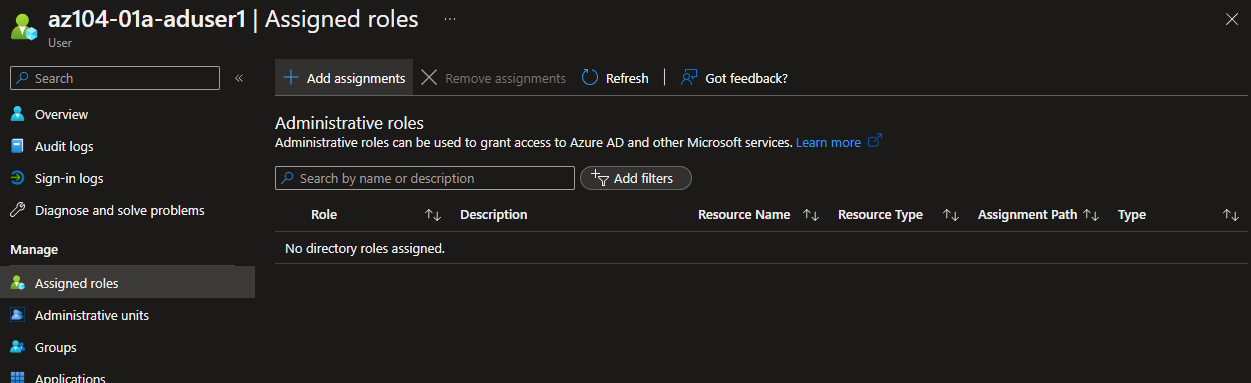 az104-01a-aduser1 | Assigned roles ...
User
Search
«
Overview
Audit logs
Sign-in logs
Diagnose and solve problems
Manage
Assigned roles
Administrative units
Groups
Applications
Add assignments
Remove assignments
Refresh
Got feedback?
Administrative roles
Administrative roles can be used to grant access to Azure AD and other Microsoft services. Learn more
Search by name or description
Add filters
Role Description Resource Name Resource Type Assignment Path Type
No directory roles assigned.